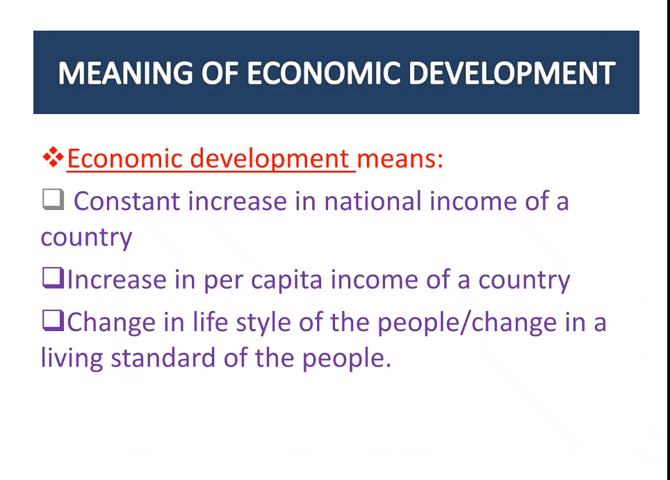 MEANING OF ECONOMIC DEVELOPMENT
❖Economic development means:
❑ Constant increase in national income of a
country
❑Increase in per capita income of a country
❑Change in life style of the people/change in a
living standard of the people.